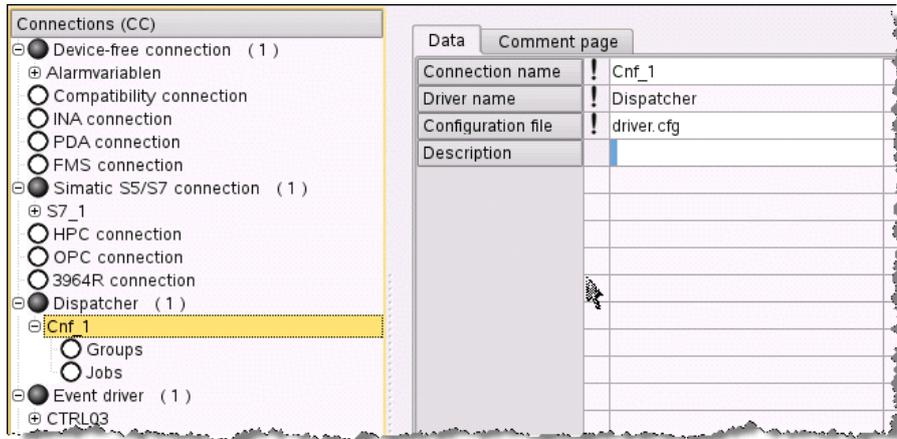 Connections (CC)
Device-free connection (1)
Alarmvariablen
Compatibility connection
INA connection
PDA connection
FMS connection
Simatic S5/S7 connection (1)
S7_1
HPC connection
OPC connection
3964R connection
Dispatcher (1)
Cnf_1
Groups
Jobs
Event driver (1)
CTRL03
Data Comment page
Connection name ! Cnf_1
Driver name ! Dispatcher
Configuration file ! driver.cfg
Description